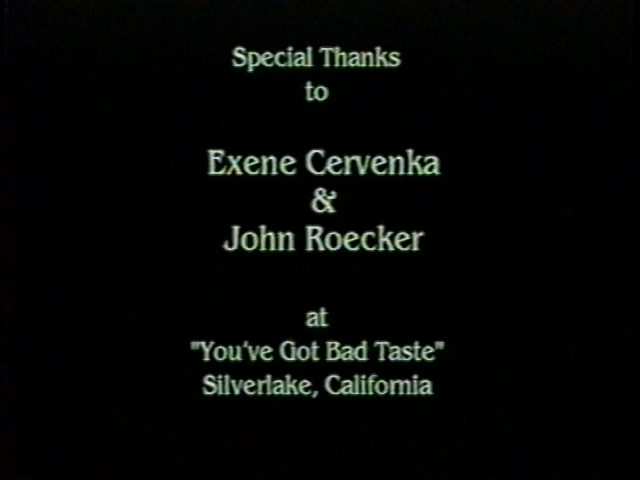 Special Thanks
to
Exene Cervenka
&
John Roecker
at
"You've Got Bad Taste"
Silverlake, California